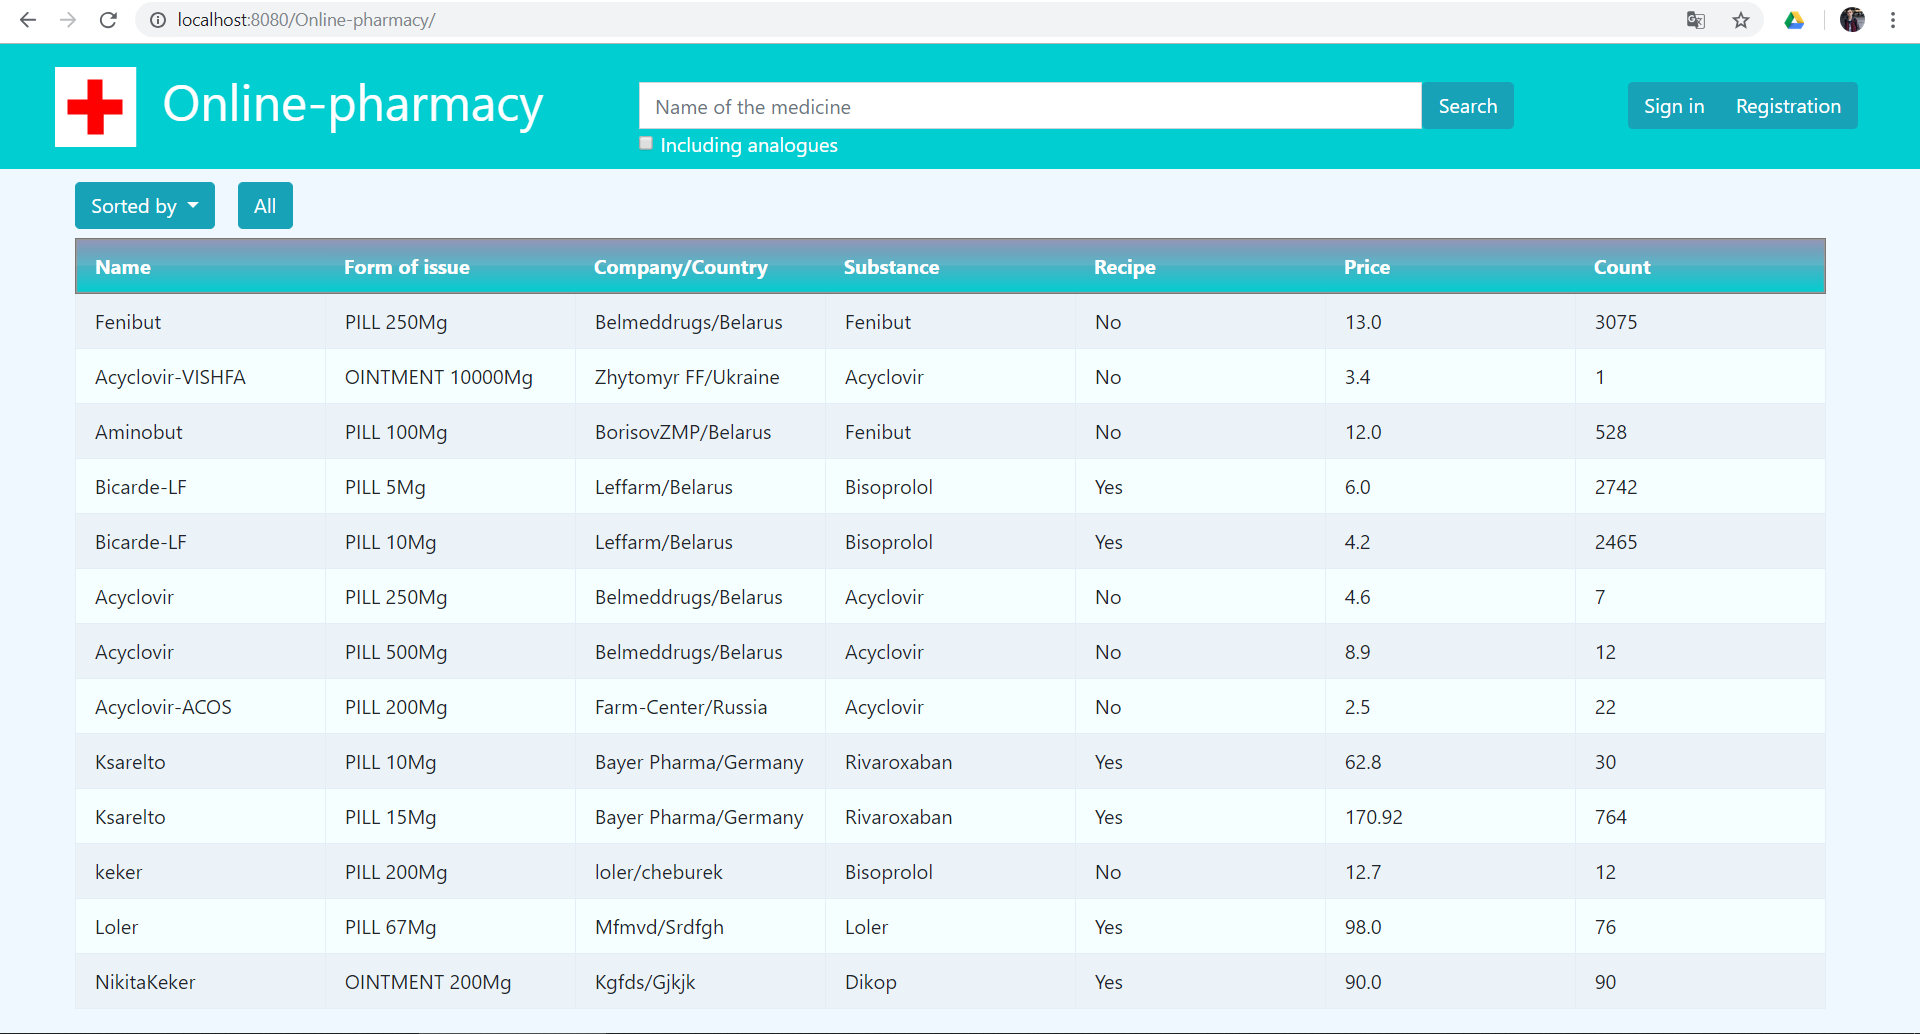 localhost:8080/Online-pharmacy/
Online-pharmacy
Name of the medicine
Search
Sign in
Registration
Including analogues
Sorted by
All
Name Form of issue Company/Country Substance Recipe Price Count
Fenibut PILL 250Mg Belmeddrugs/Belarus Fenibut No 13.0 3075
Acyclovir-VISHFA OINTMENT 10000Mg Zhytomyr FF/Ukraine Acyclovir No 3.4 1
Aminobut PILL 100Mg BorisovZMP/Belarus Fenibut No 12.0 528
Bicarde-LF PILL 5Mg Leffarm/Belarus Bisoprolol Yes 6.0 2742
Bicarde-LF PILL 10Mg Leffarm/Belarus Bisoprolol Yes 4.2 2465
Acyclovir PILL 250Mg Belmeddrugs/Belarus Acyclovir No 4.6 7
Acyclovir PILL 500Mg Belmeddrugs/Belarus Acyclovir No 8.9 12
Acyclovir-ACOS PILL 200Mg Farm-Center/Russia Acyclovir No 2.5 22
Ksarelto PILL 10Mg Bayer Pharma/Germany Rivaroxaban Yes 62.8 30
Ksarelto PILL 15Mg Bayer Pharma/Germany Rivaroxaban Yes 170.92 764
keker PILL 200Mg loler/cheburek Bisoprolol No 12.7 12
Loler PILL 67Mg Mfmvd/Srdfgh Loler Yes 98.0 76
NikitaKeker OINTMENT 200Mg Kgfds/Gjkjk Dikop Yes 90.0 90